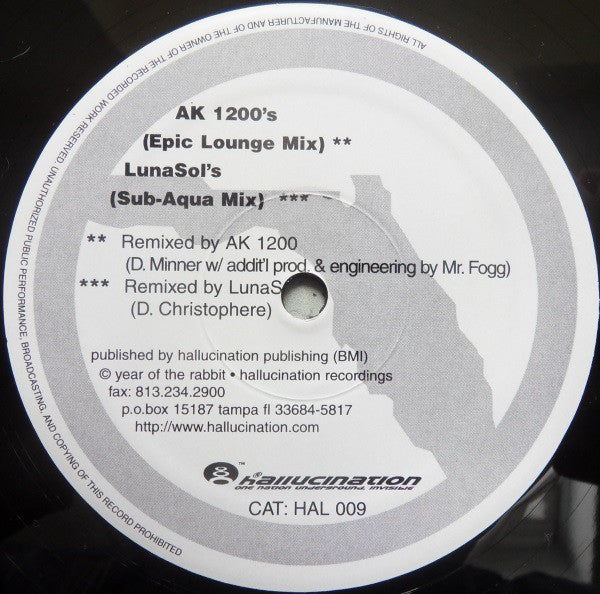 AK 1200's
(Epic Lounge Mix) **
LunaSol's
(Sub-Aqua Mix) ***
** Remixed by AK 1200
(D. Minner w/ addit'l prod. & engineering by Mr. Fogg)
*** Remixed by LunaS
(D. Christophere)
published by hallucination publishing (BMI)
© year of the rabbit • hallucination recordings
fax: 813.234.2900
p.o.box 15187 tampa fl 33684-5817
http://www.hallucination.com
hallucination
one nation underground, invisible
CAT: HAL 009
ALL RIGHTS OF THE MANUFACTURER AND OF THE OWNER OF THE RECORDED WORK RESERVED. UNAUTHORIZED PUBLIC PERFORMANCE, BROADCASTING, AND COPYING OF THIS RECORD PROHIBITED